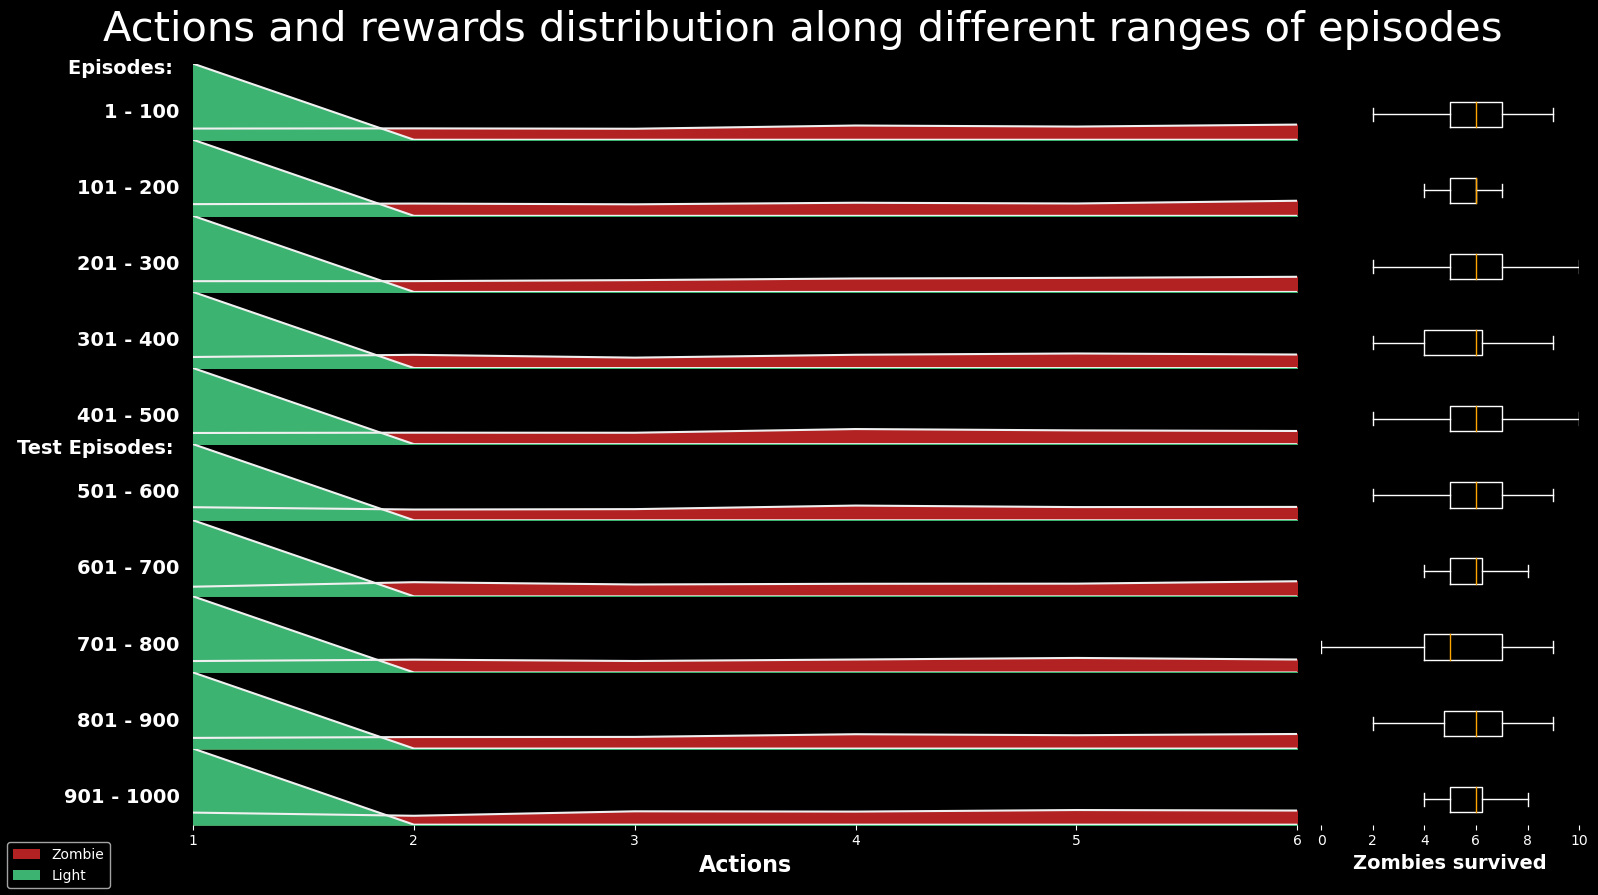 Actions and rewards distribution along different ranges of episodes
Episodes:
1 - 100
101 - 200
201 - 300
301 - 400
401 - 500
Test Episodes:
501 - 600
601 - 700
701 - 800
801 - 900
901 - 1000
1 2 3 4 5 6 0 2 4 6 8 10
Actions Zombies survived
Zombie
Light